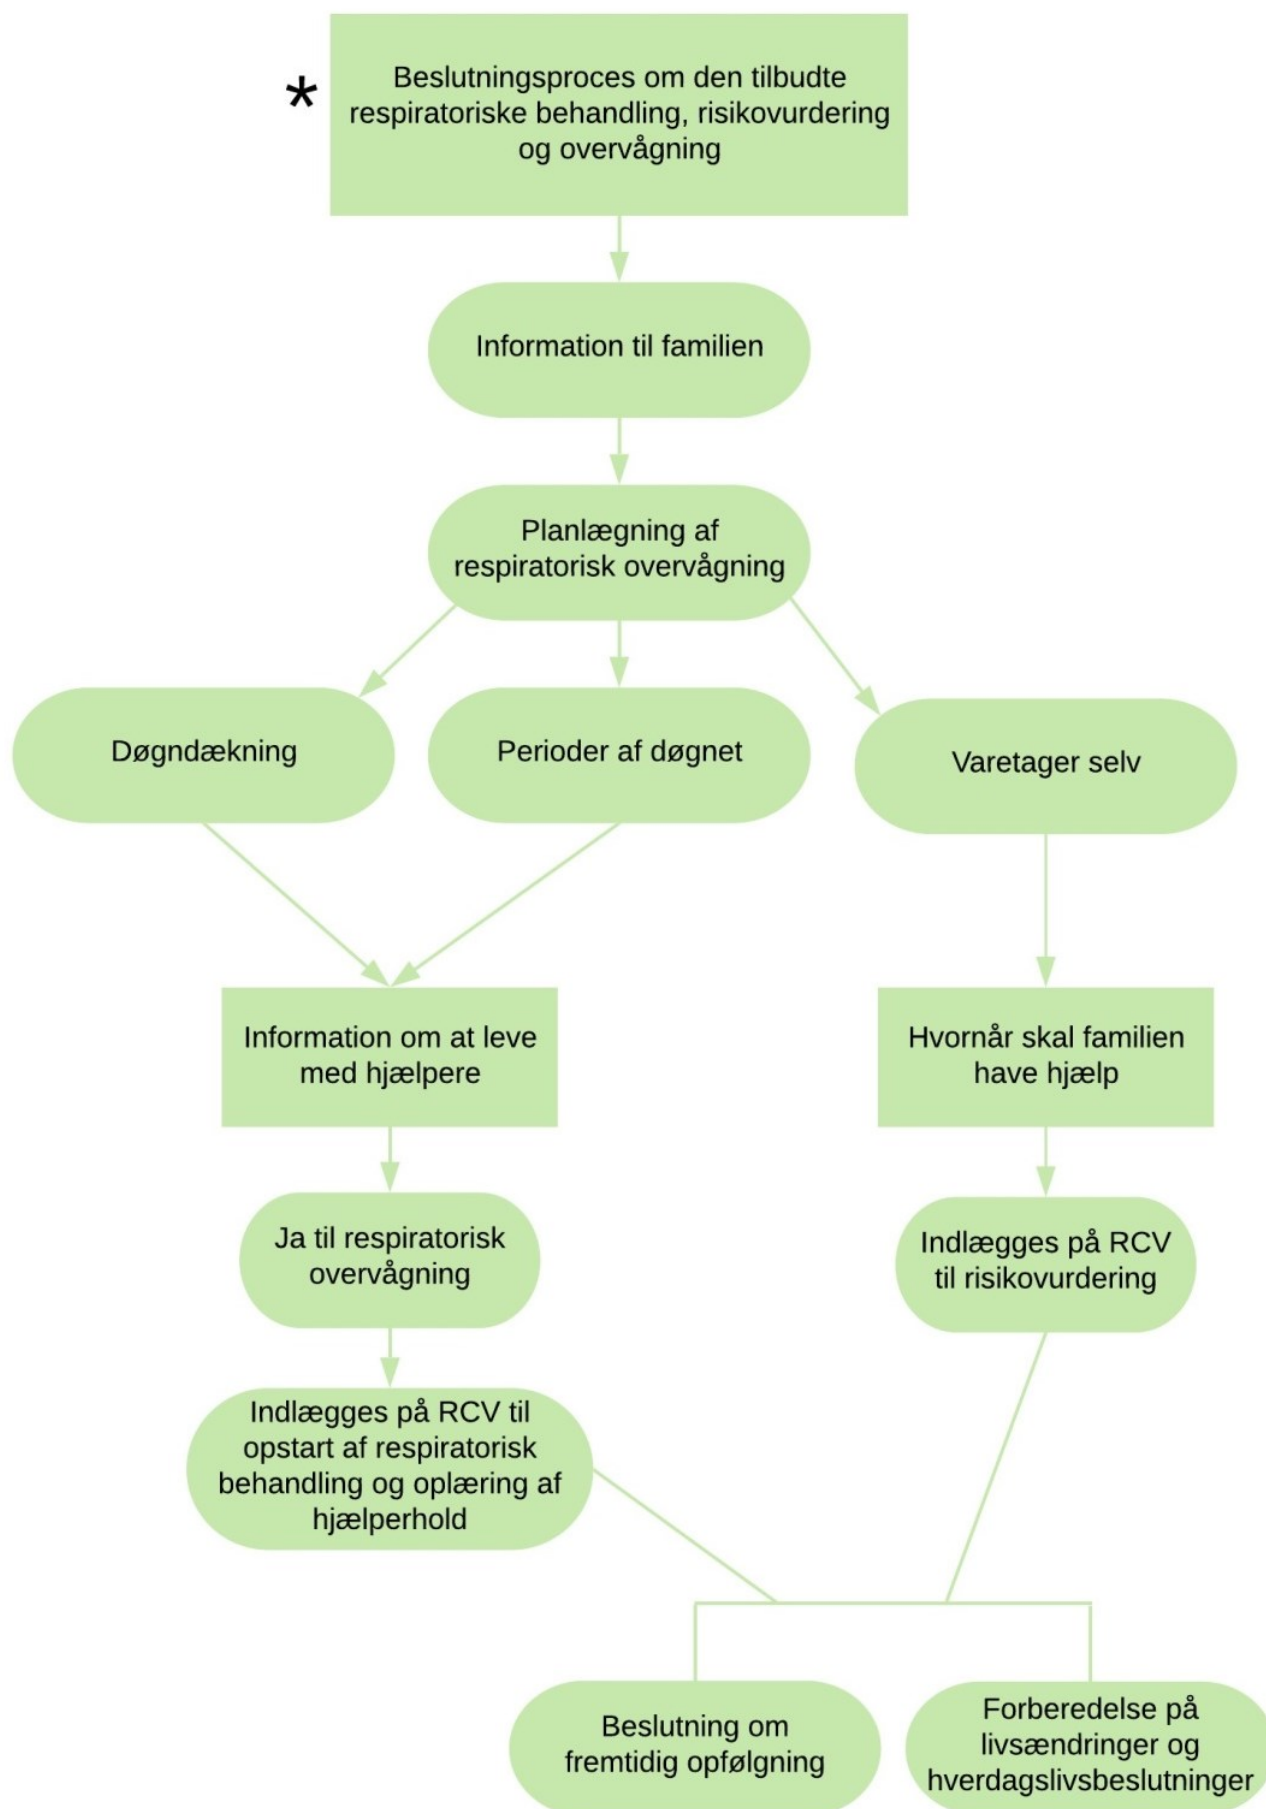 *
Beslutningsproces om den tilbudte
respiratoriske behandling, risikovurdering
og overvågning
Information til familien
Planlægning af
respiratorisk overvågning
Døgndækning
Perioder af døgnet
Varetager selv
Information om at leve
med hjælpere
Hvornår skal familien
have hjælp
Ja til respiratorisk
overvågning
Indlægges på RCV
til risikovurdering
Indlægges på RCV til
opstart af respiratorisk
behandling og oplæring af
hjælperhold
Beslutning om
fremtidig opfølgning
Forberedelse på
livsændringer og
hverdagslivsbeslutninger